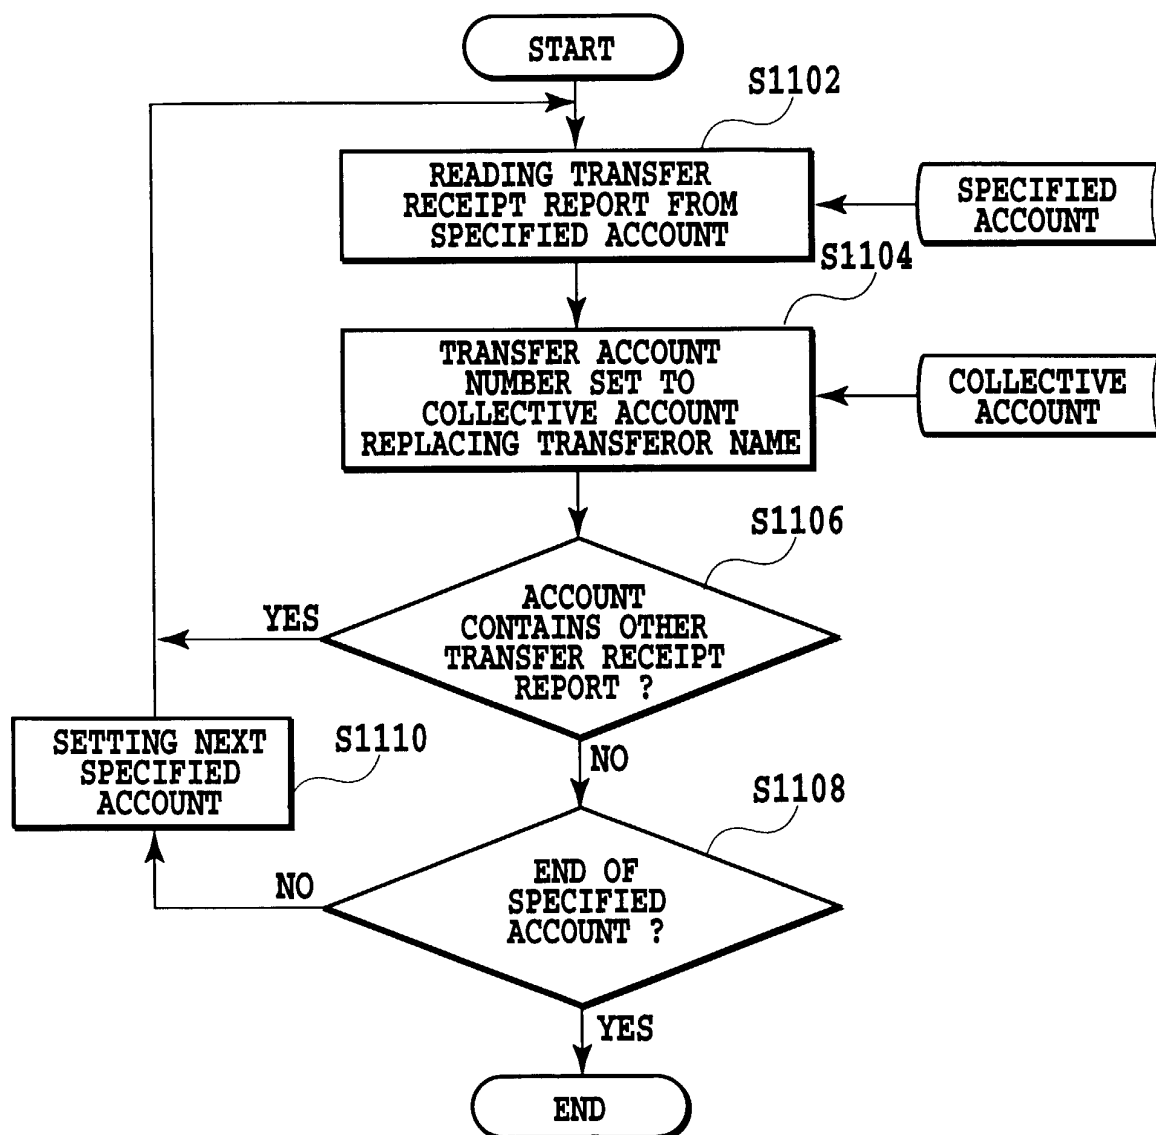 START
S1102
READING TRANSFER
RECEIPT REPORT FROM
SPECIFIED ACCOUNT
SPECIFIED
ACCOUNT
S1104
TRANSFER ACCOUNT
NUMBER SET TO
COLLECTIVE ACCOUNT
REPLACING TRANSFEROR NAME
COLLECTIVE
ACCOUNT
S1106
ACCOUNT
CONTAINS OTHER
TRANSFER RECEIPT
REPORT ?
YES
NO
SETTING NEXT
SPECIFIED
ACCOUNT
S1110
S1108
END OF
SPECIFIED
ACCOUNT ?
NO
YES
END